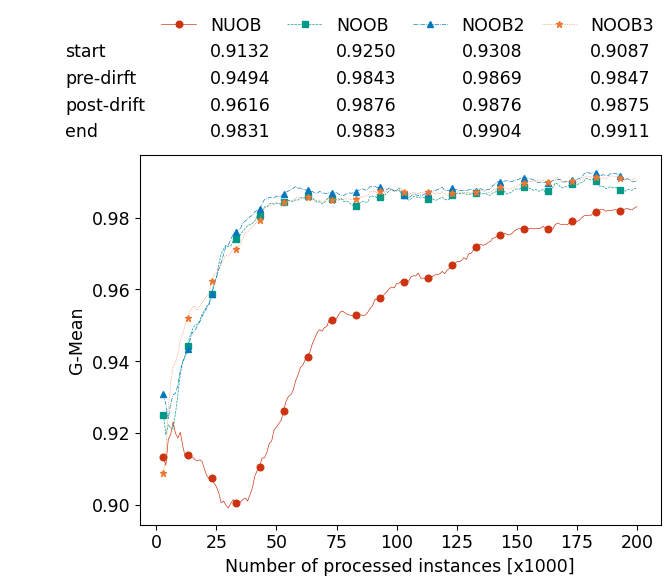 NUOB NOOB NOOB2 NOOB3
start 0.9132 0.9250 0.9308 0.9087
pre-dirft 0.9494 0.9843 0.9869 0.9847
post-drift 0.9616 0.9876 0.9876 0.9875
end 0.9831 0.9883 0.9904 0.9911
0.98
0.96
0.94
0.92
0.90
G-Mean
0 25 50 75 100 125 150 175 200
Number of processed instances [x1000]